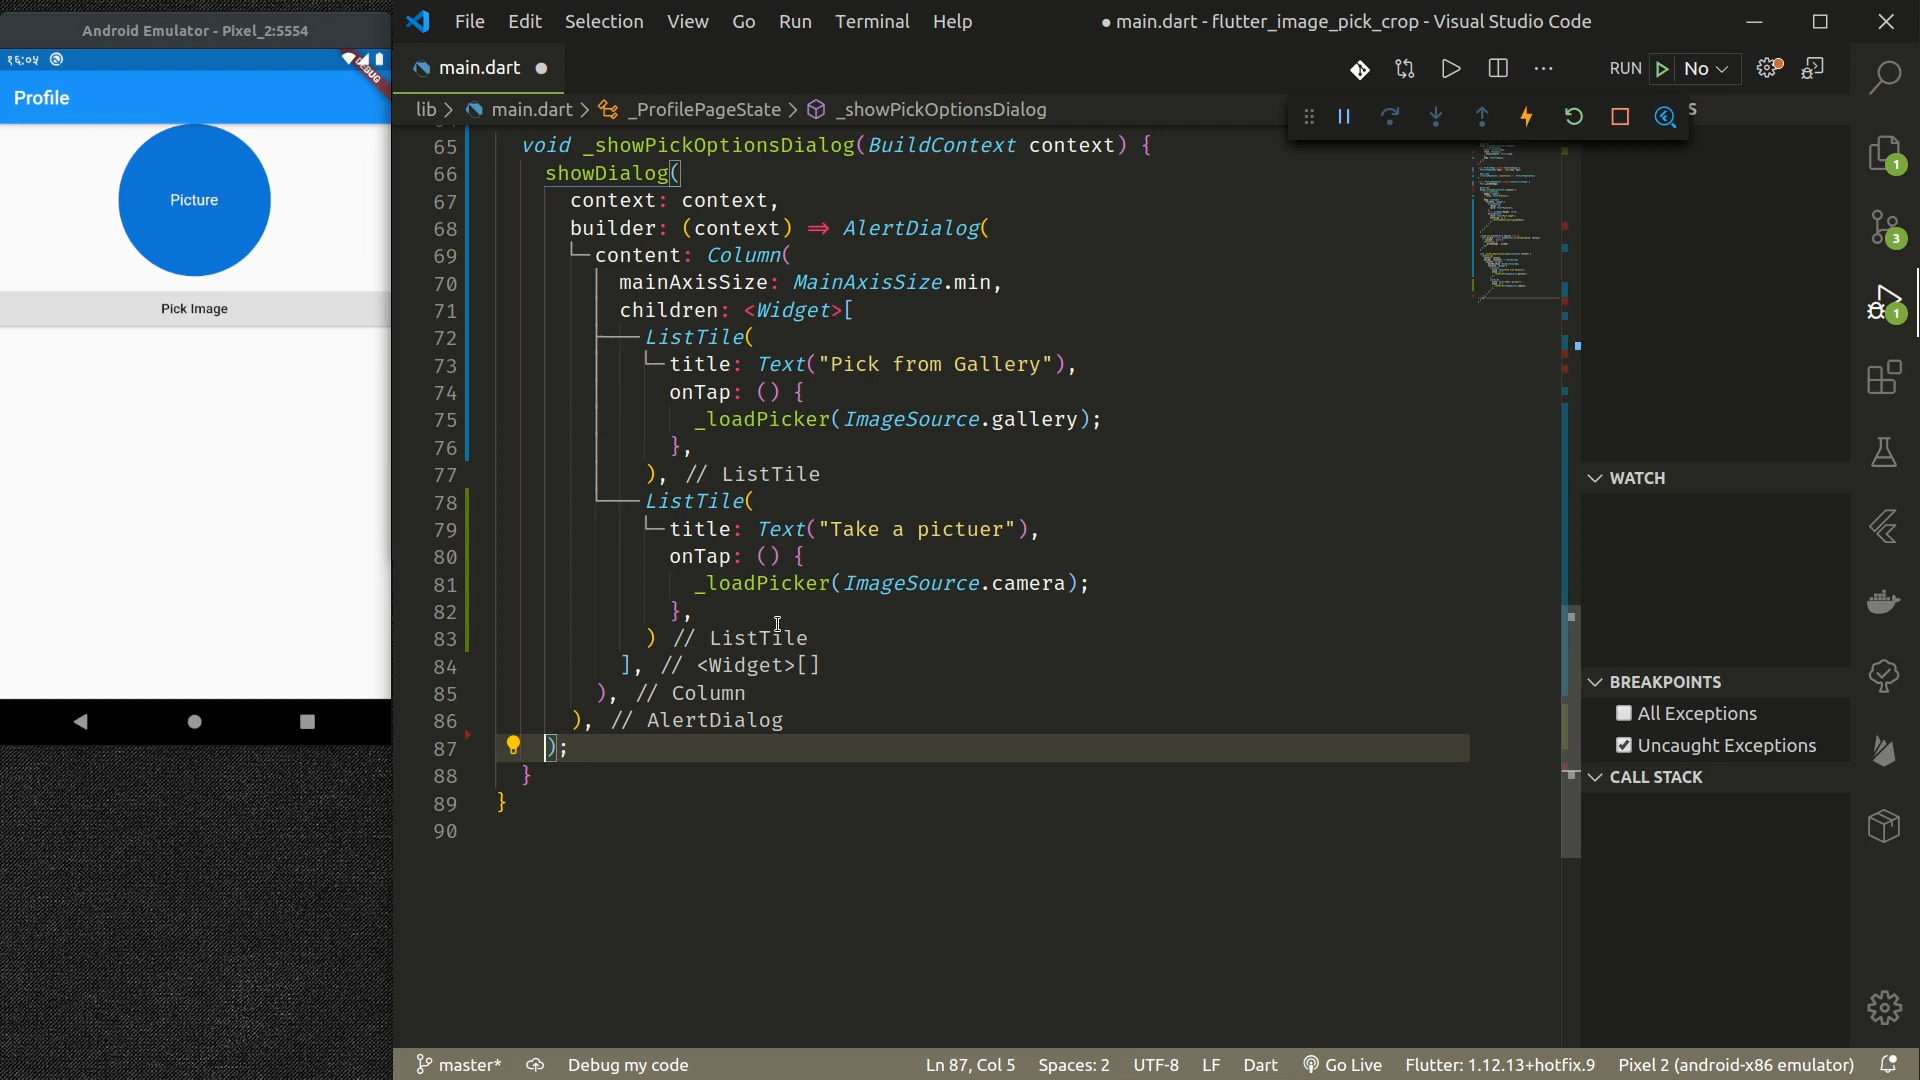 Android Emulator - Pixel_2:5554
१६:०५
DEBUG
Profile
Picture
Pick Image
File Edit Selection View Go Run Terminal Help
● main.dart - flutter_image_pick_crop - Visual Studio Code
main.dart ●
RUN No
lib > main.dart > _ProfilePageState > _showPickOptionsDialog
S
65 void _showPickOptionsDialog(BuildContext context) {
66 showDialog(
67 context: context,
68 builder: (context) ⇒ AlertDialog(
69 content: Column(
70 mainAxisSize: MainAxisSize.min,
71 children: <Widget>[
72 ListTile(
73 title: Text("Pick from Gallery"),
74 onTap: () {
75 _loadPicker(ImageSource.gallery);
76 },
77 ), // ListTile
78 ListTile(
79 title: Text("Take a pictuer"),
80 onTap: () {
81 _loadPicker(ImageSource.camera);
82 },
83 ) // ListTile
84 ], // <Widget>[]
85 ), // Column
86 ), // AlertDialog
87 );
88 }
89 }
90
WATCH
BREAKPOINTS
All Exceptions
Uncaught Exceptions
CALL STACK
1
3
1
master* Debug my code Ln 87, Col 5 Spaces: 2 UTF-8 LF Dart Go Live Flutter: 1.12.13+hotfix.9 Pixel 2 (android-x86 emulator)